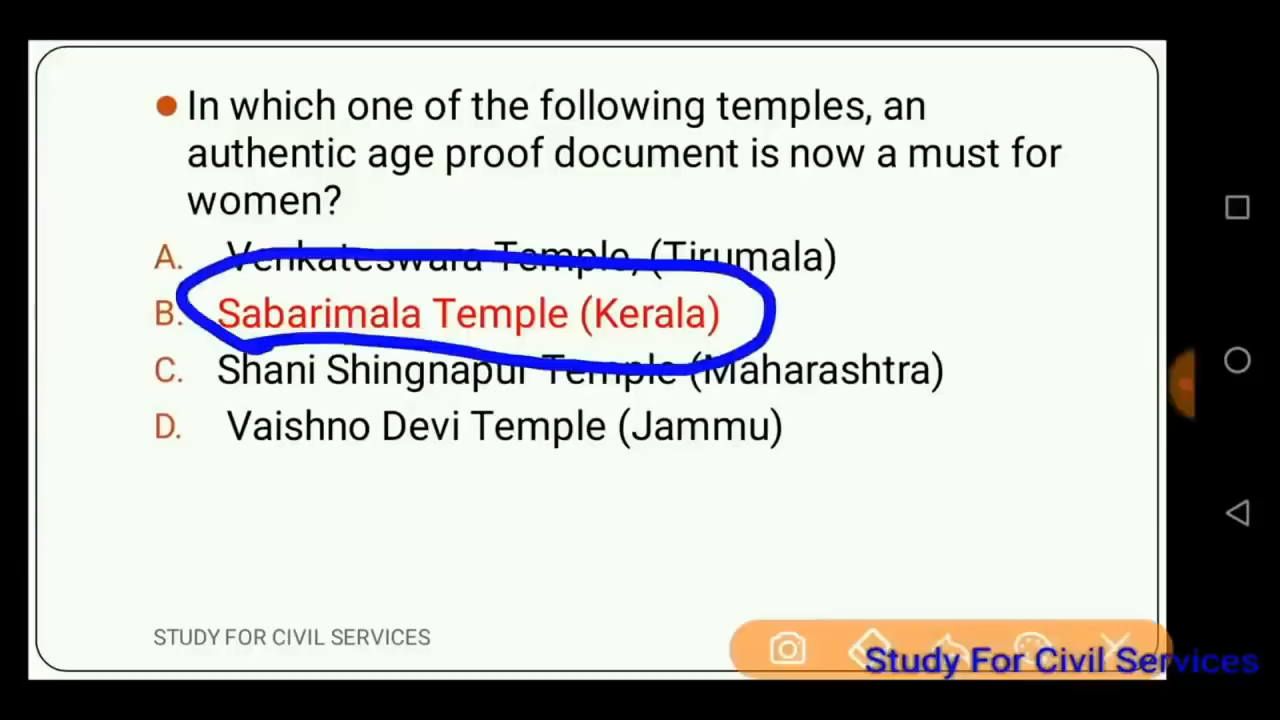 In which one of the following temples, an
authentic age proof document is now a must for
women?
A. Venkateswara Temple, (Tirumala)
B. Sabarimala Temple (Kerala)
C. Shani Shingnapur Temple (Maharashtra)
D. Vaishno Devi Temple (Jammu)
STUDY FOR CIVIL SERVICES
Study For Civil Services